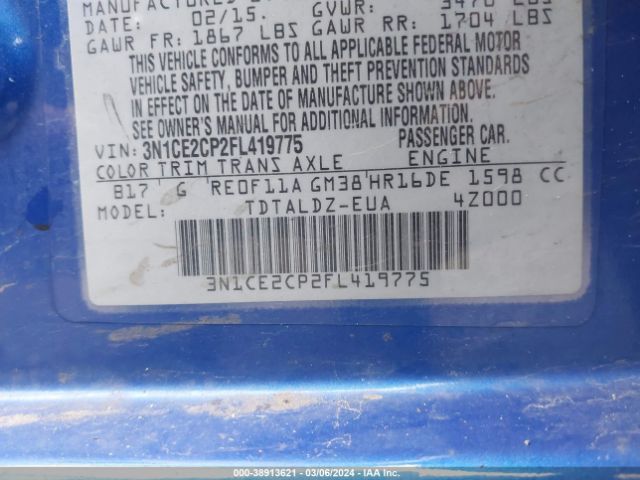 MANUFACTURED
DATE: 02/15. GVWR: 3470 LBS
GAWR FR: 1867 LBS GAWR RR: 1704 LBS
THIS VEHICLE CONFORMS TO ALL APPLICABLE FEDERAL MOTOR
VEHICLE SAFETY, BUMPER AND THEFT PREVENTION STANDARDS
IN EFFECT ON THE DATE OF MANUFACTURE SHOWN ABOVE.
SEE OWNER'S MANUAL FOR ADDITIONAL INFORMATION
VIN: 3N1CE2CP2FL419775 PASSENGER CAR.
COLOR TRIM TRANS AXLE ENGINE
B17 G RE0F11A GM38 HR16DE 1598 CC
MODEL: TDTALDZ-EUA 4Z000
3N1CE2CP2FL419775
000-38913621 - 03/06/2024 - IAA Inc.